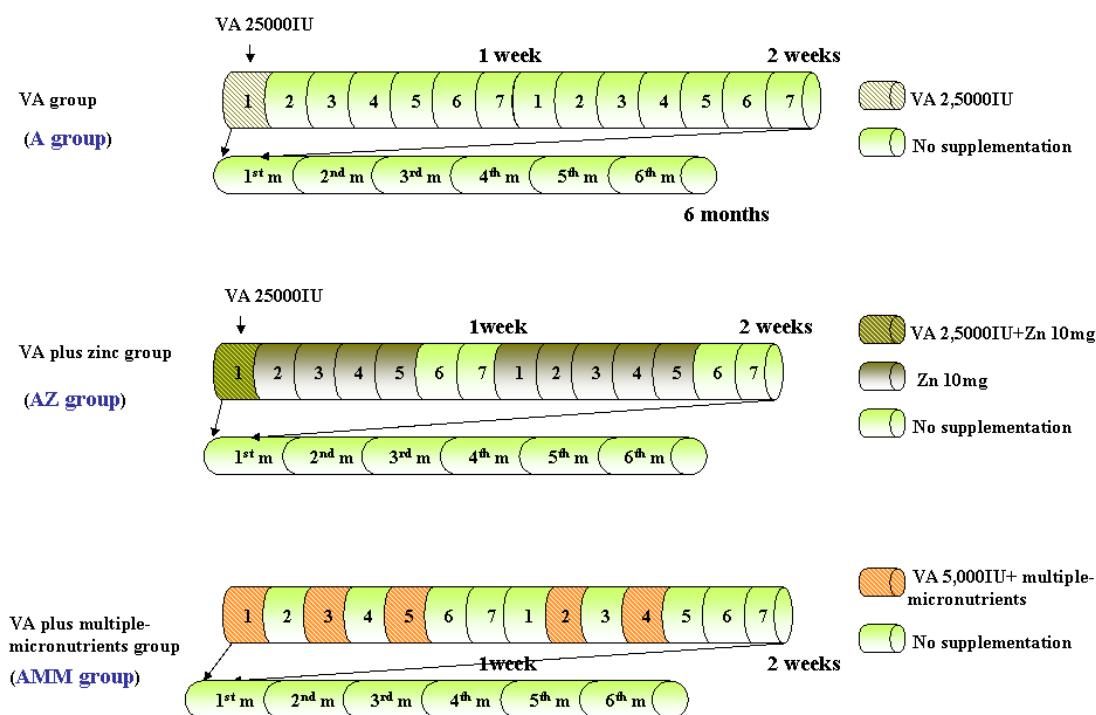 VA 25000IU
1 week
2 weeks
VA group
(A group)
1 2 3 4 5 6 7 1 2 3 4 5 6 7
VA 2,5000IU
No supplementation
1st m 2nd m 3rd m 4th m 5th m 6th m
6 months
VA 25000IU
1week
2 weeks
VA plus zinc group
(AZ group)
1 2 3 4 5 6 7 1 2 3 4 5 6 7
VA 2,5000IU+Zn 10mg
Zn 10mg
No supplementation
1st m 2nd m 3rd m 4th m 5th m 6th m
VA plus multiple-
micronutrients group
(AMM group)
1 2 3 4 5 6 7 1 2 3 4 5 6 7
VA 5,000IU+ multiple-
micronutrients
No supplementation
1week
2 weeks
1st m 2nd m 3rd m 4th m 5th m 6th m